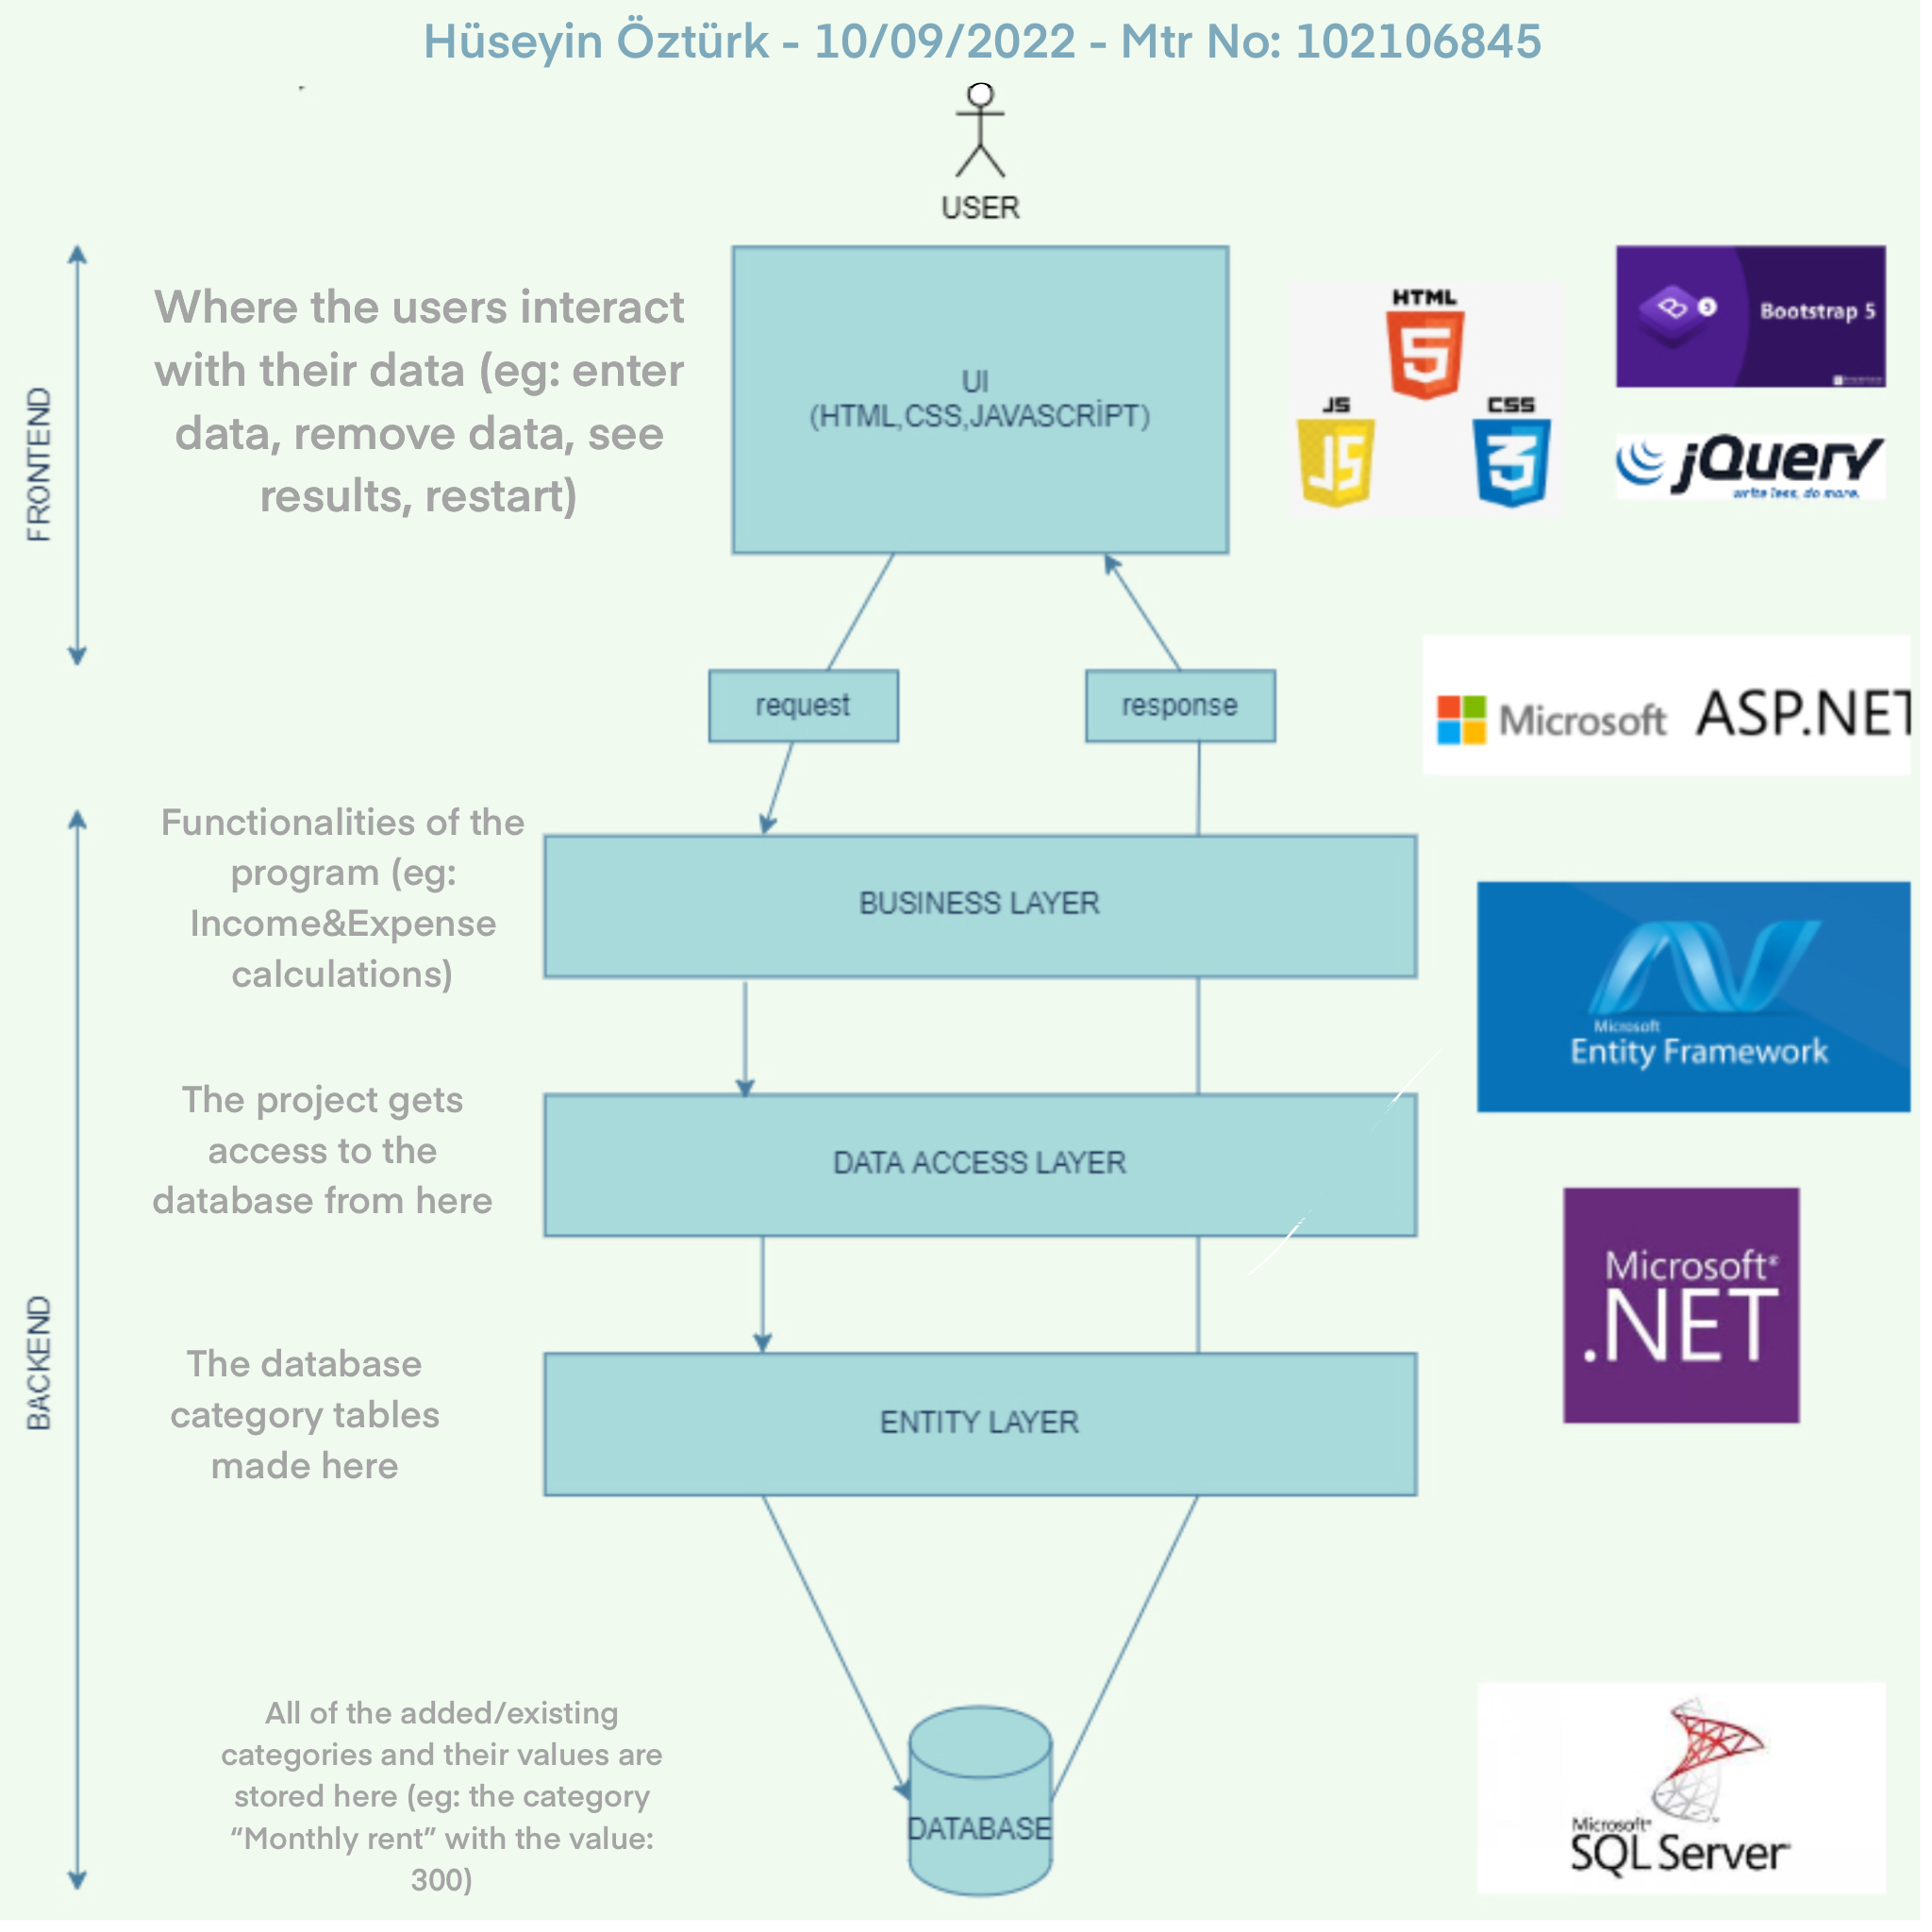 Hüseyin Öztürk - 10/09/2022 - Mtr No: 102106845
USER
FRONTEND
Where the users interact
with their data (eg: enter
data, remove data, see
results, restart)
UI
(HTML,CSS,JAVASCRİPT)
HTML
5
JS
JS
CSS
3
Bootstrap 5
jQuery
write less, do more.
request
response
Microsoft ASP.NET
BACKEND
Functionalities of the
program (eg:
Income&Expense
calculations)
BUSINESS LAYER
Microsoft
Entity Framework
The project gets
access to the
database from here
DATA ACCESS LAYER
Microsoft®
.NET
The database
category tables
made here
ENTITY LAYER
All of the added/existing
categories and their values are
stored here (eg: the category
“Monthly rent” with the value:
300)
DATABASE
Microsoft®
SQL Server